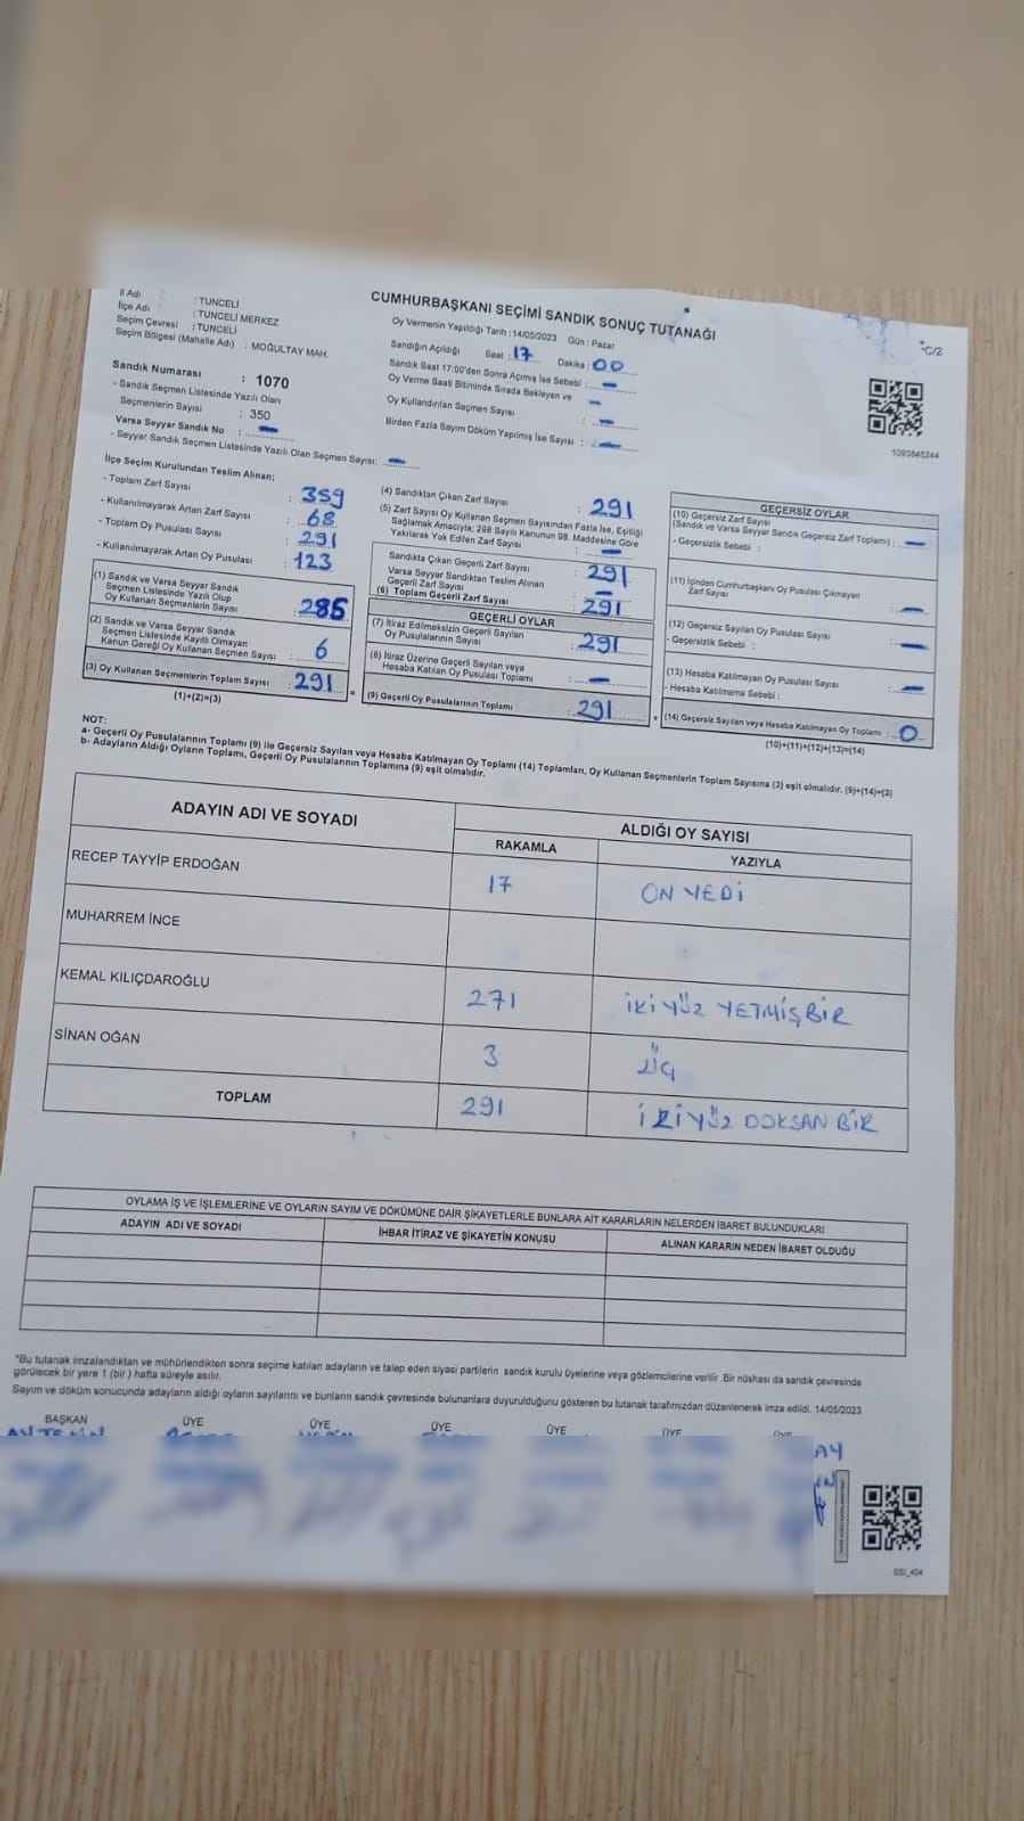 İl Adı : TUNCELİ
İlçe Adı : TUNCELİ MERKEZ
Seçim Çevresi : TUNCELİ
Seçim Bölgesi (Mahalle Adı) : MOĞULTAY MAH.
Sandık Numarası : 1070
- Sandık Seçmen Listesinde Yazılı Olan
Seçmenlerin Sayısı : 350
Varsa Seyyar Sandık No : -
- Seyyar Sandık Seçmen Listesinde Yazılı Olan Seçmen Sayısı: -
CUMHURBAŞKANI SEÇİMİ SANDIK SONUÇ TUTANAĞI
Oy Vermenin Yapıldığı Tarih : 14/05/2023 Gün : Pazar
Sandığın Açıldığı Saat : 17 Dakika : 00
Sandık Saat 17:00'den Sonra Açılmış İse Sebebi : -
Oy Verme Saati Bitiminde Sırada Bekleyen ve
Oy Kullandırılan Seçmen Sayısı : -
Birden Fazla Sayım Döküm Yapılmış İse Sayısı : -
C/2
İlçe Seçim Kurulundan Teslim Alınan;
- Toplam Zarf Sayısı : 359
- Kullanılmayarak Artan Zarf Sayısı : 68
- Toplam Oy Pusulası Sayısı : 291
- Kullanılmayarak Artan Oy Pusulası : 123
(1) Sandık ve Varsa Seyyar Sandık
Seçmen Listesinde Yazılı Olup
Oy Kullanan Seçmenlerin Sayısı : 285
(2) Sandık ve Varsa Seyyar Sandık
Seçmen Listesinde Kayıtlı Olmayan
Kanun Gereği Oy Kullanan Seçmen Sayısı : 6
(3) Oy Kullanan Seçmenlerin Toplam Sayısı : 291
(1)+(2)=(3)
(4) Sandıktan Çıkan Zarf Sayısı : 291
(5) Zarf Sayısı Oy Kullanan Seçmen Sayısından Fazla İse, Eşitliği
Sağlamak Amacıyla; 298 Sayılı Kanunun 98. Maddesine Göre
Yakılarak Yok Edilen Zarf Sayısı : -
Sandıkta Çıkan Geçerli Zarf Sayısı : 291
Varsa Seyyar Sandıktan Teslim Alınan
Geçerli Zarf Sayısı : -
(6) Toplam Geçerli Zarf Sayısı : 291
GEÇERLİ OYLAR
(7) İtiraz Edilmeksizin Geçerli Sayılan
Oy Pusulalarının Sayısı : 291
(8) İtiraz Üzerine Geçerli Sayılan veya
Hesaba Katılan Oy Pusulası Toplamı : -
(9) Geçerli Oy Pusulalarının Toplamı : 291
GEÇERSİZ OYLAR
(10) Geçersiz Zarf Sayısı
(Sandık ve Varsa Seyyar Sandık Geçersiz Zarf Toplamı) : -
- Geçersizlik Sebebi :
(11) İçinden Cumhurbaşkanı Oy Pusulası Çıkmayan
Zarf Sayısı : -
(12) Geçersiz Sayılan Oy Pusulası Sayısı : -
- Geçersizlik Sebebi :
(13) Hesaba Katılmayan Oy Pusulası Sayısı : -
- Hesaba Katılmama Sebebi :
(14) Geçersiz Sayılan veya Hesaba Katılmayan Oy Toplamı : 0
(10)+(11)+(12)+(13)=(14)
NOT:
a- Geçerli Oy Pusulalarının Toplamı (9) ile Geçersiz Sayılan veya Hesaba Katılmayan Oy Toplamı (14) Toplamları, Oy Kullanan Seçmenlerin Toplam Sayısına (3) eşit olmalıdır. (9)+(14)=(3)
b- Adayların Aldığı Oyların Toplamı, Geçerli Oy Pusulalarının Toplamına (9) eşit olmalıdır.
ADAYIN ADI VE SOYADI ALDIĞI OY SAYISI
RAKAMLA YAZIYLA
RECEP TAYYİP ERDOĞAN 17 ON YEDİ
MUHARREM İNCE
KEMAL KILIÇDAROĞLU 271 İKİ YÜZ YETMİŞ BİR
SİNAN OĞAN 3 ÜÇ
TOPLAM 291 İKİ YÜZ DOKSAN BİR
OYLAMA İŞ VE İŞLEMLERİNE VE OYLARIN SAYIM VE DÖKÜMÜNE DAİR ŞİKAYETLERLE BUNLARA AİT KARARLARIN NELERDEN İBARET BULUNDUKLARI
ADAYIN ADI VE SOYADI İHBAR İTİRAZ VE ŞİKAYETİN KONUSU ALINAN KARARIN NEDEN İBARET OLDUĞU
"Bu tutanak imzalandıktan ve mühürlendikten sonra seçime katılan adayların ve talep eden siyasi partilerin sandık kurulu üyelerine veya gözlemcilerine verilir. Bir nüshası da sandık çevresinde
görülecek bir yere 1 (bir) hafta süreyle asılır.
Sayım ve döküm sonucunda adayların aldığı oyların sayılarını ve bunların sandık çevresinde bulunanlara duyurulduğunu gösteren bu tutanak tarafımızdan düzenlenerek imza edildi. 14/05/2023
BAŞKAN ÜYE ÜYE ÜYE ÜYE ÜYE ÜYE